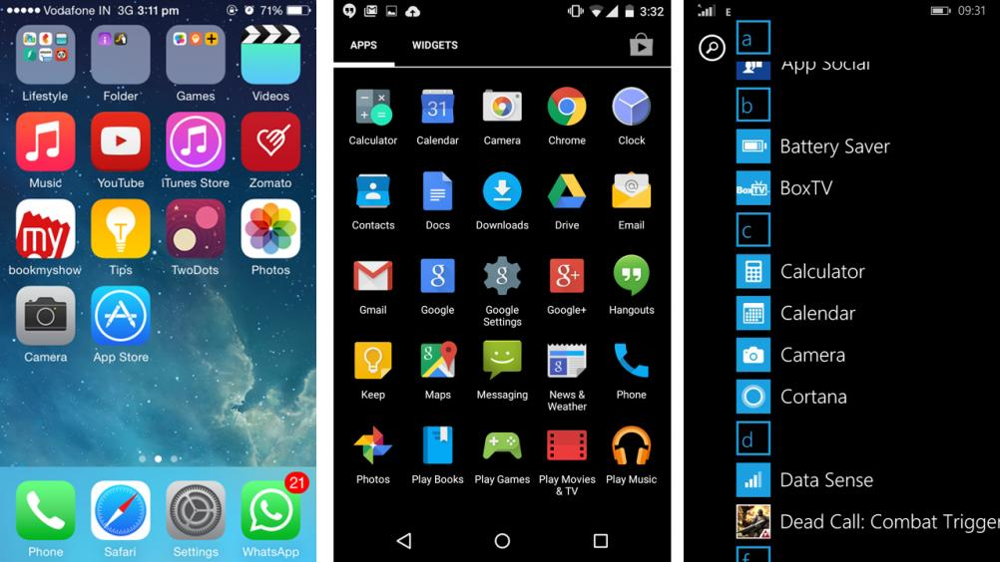 Vodafone IN 3G 3:11 pm 71%
Lifestyle Folder Games Videos
Music YouTube iTunes Store Zomato
my
bookmyshow Tips TwoDots Photos
Camera App Store
21
Phone Safari Settings WhatsApp
3:32
APPS WIDGETS
31
Calculator Calendar Camera Chrome Clock
@
Contacts Docs Downloads Drive Email
g g g+
Gmail Google Google Settings Google+ Hangouts
g g
Keep Maps Messaging News & Weather Phone
Photos Play Books Play Games Play Movies & TV Play Music
E 09:31
a
App Social
b
Battery Saver
BoxTV BoxTV
c
Calculator
Calendar
Camera
Cortana
d
Data Sense
Dead Call: Combat Trigger
f